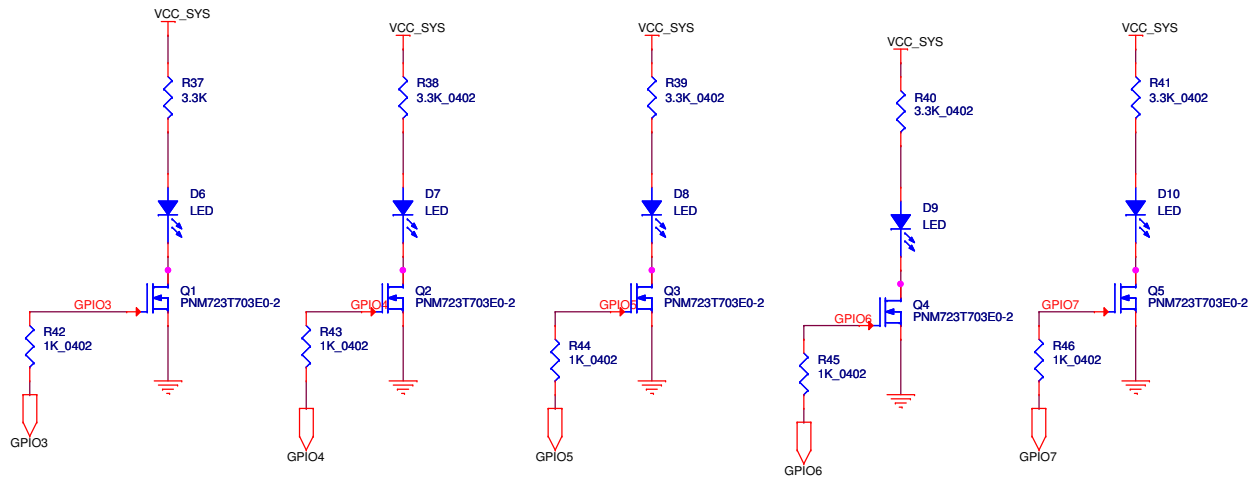 VCC_SYS
R37
3.3K
D6
LED
Q1
PNM723T703E0-2
GPIO3
R42
1K_0402
GPIO3
VCC_SYS
R38
3.3K_0402
D7
LED
Q2
PNM723T703E0-2
GPIO4
R43
1K_0402
GPIO4
VCC_SYS
R39
3.3K_0402
D8
LED
Q3
PNM723T703E0-2
GPIO5
R44
1K_0402
GPIO5
VCC_SYS
R40
3.3K_0402
D9
LED
Q4
PNM723T703E0-2
GPIO6
R45
1K_0402
GPIO6
VCC_SYS
R41
3.3K_0402
D10
LED
Q5
PNM723T703E0-2
GPIO7
R46
1K_0402
GPIO7